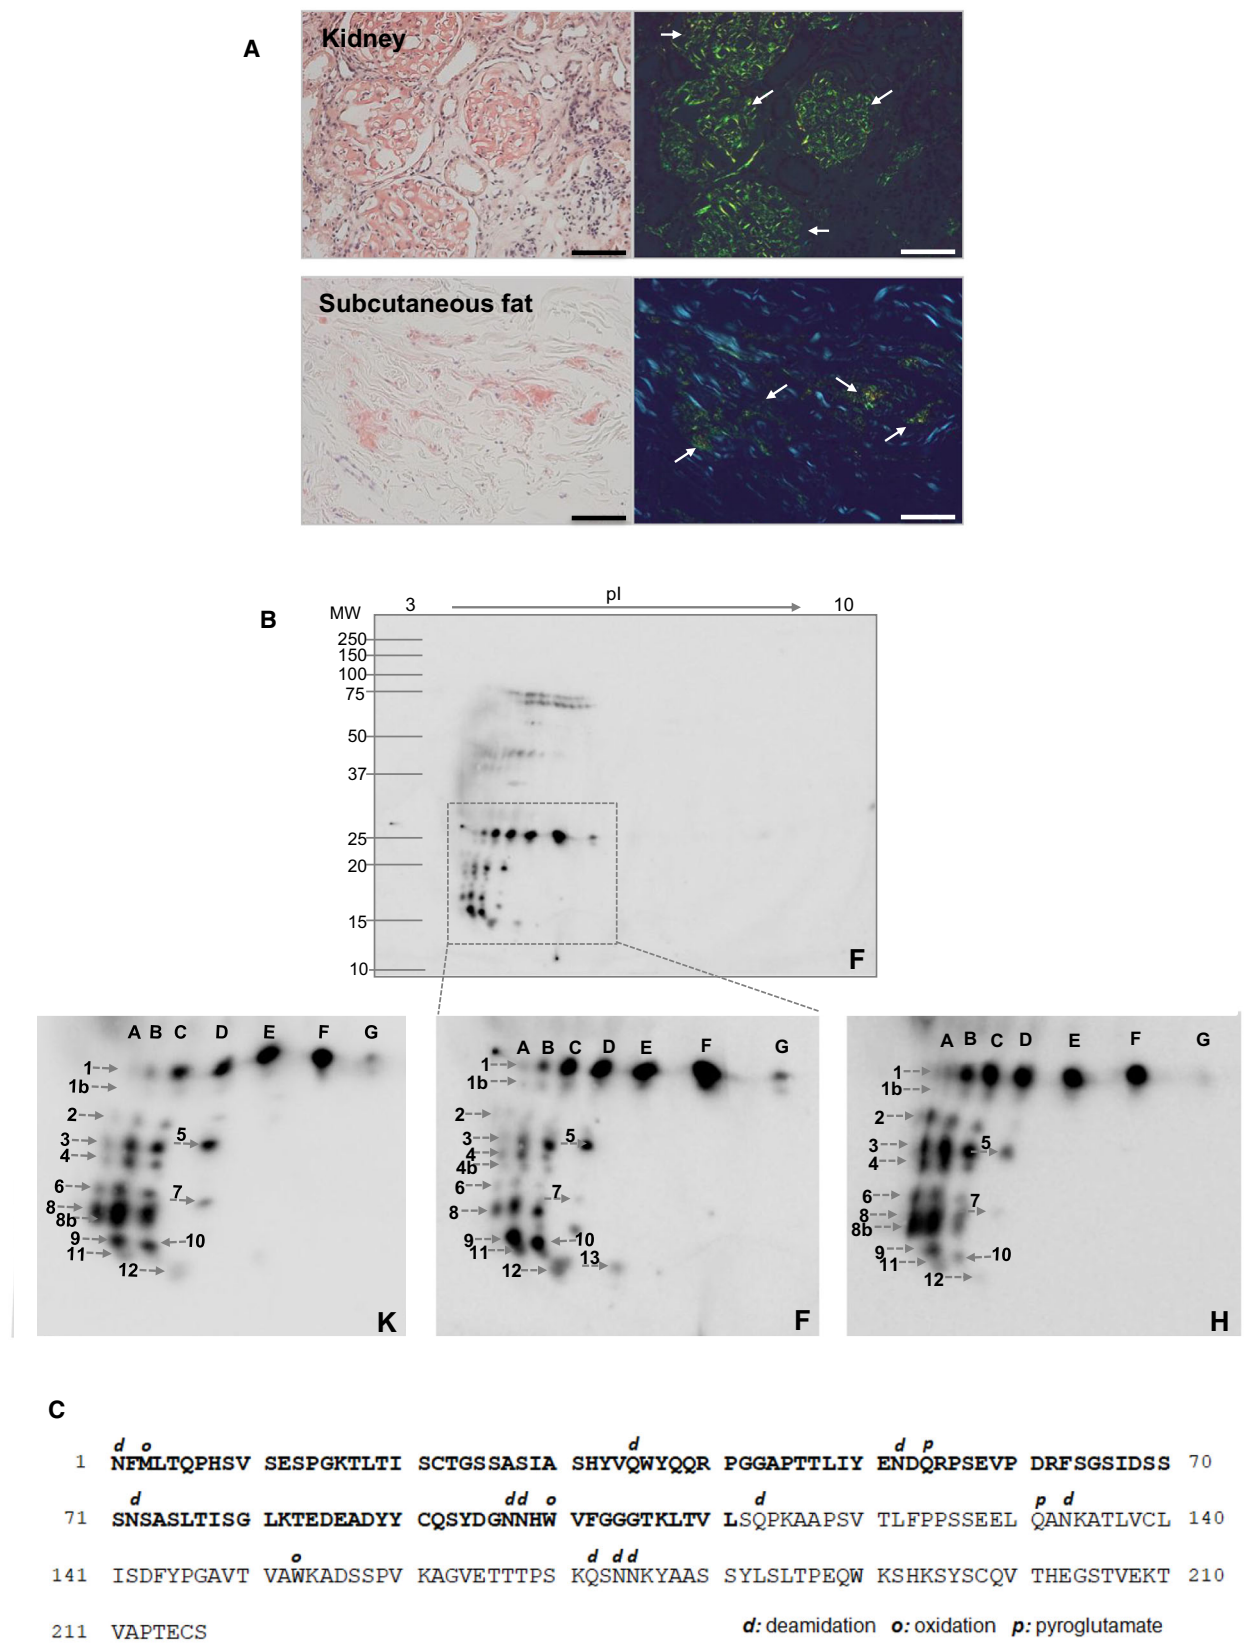 A
Kidney
Subcutaneous fat
B
3 pI 10
MW
250
150
100
75
50
37
25
20
15
10
F
A B C D E F G
1
1b
2
3
4
5
6
7
8
8b
9
10
11
12
K
A B C D E F G
1
1b
2
3
4
4b
5
6
7
8
9
10
11
12
13
F
A B C D E F G
1
1b
2
3
4
5
6
7
8
8b
9
10
11
12
H
C
d o d d p
1 NFMLTQPHSV SESPGKTLTI SCTGSSASIA SHYVQWYQQR PGGAPTTLIY ENDQRPSEVP DRFSGSIDSS 70
d dd o d p d
71 SNSASLTISG LKTEDEADYY CQSYDGNNHW VFGGGTKLTV LSQPKAAPSV TLFPPSSEEL QANKATLVCL 140
o d d d
141 ISDFYPGAVT VAWKADSSPV KAGVETTTPS KQSNNKYAAS SYLSLTPEQW KSHKSYSCQV THEGSTVEKT 210
211 VAPTECS
d: deamidation o: oxidation p: pyroglutamate